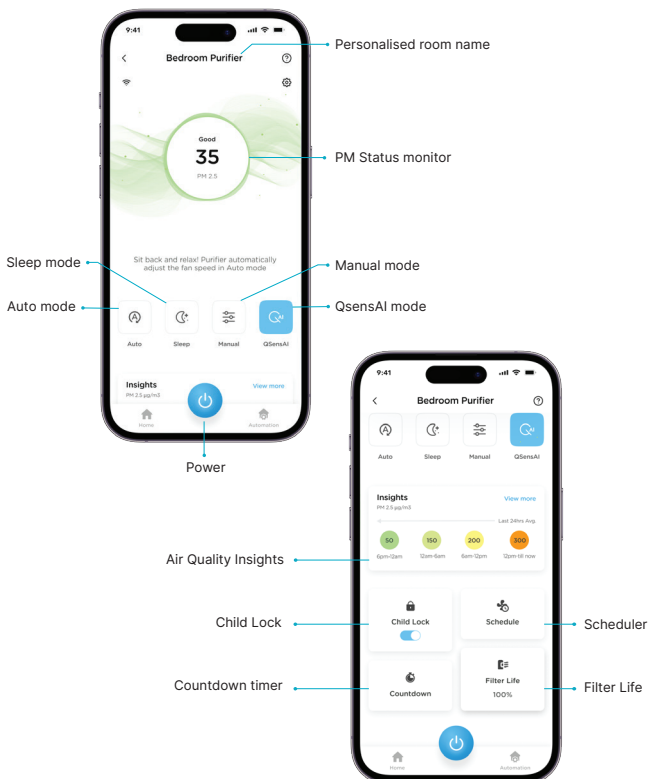 9:41
Bedroom Purifier
Personalised room name
Good
35
PM 2.5
PM Status monitor
Sit back and relax! Purifier automatically
adjust the fan speed in Auto mode
Sleep mode
Manual mode
Auto mode
QsensAI mode
A
AI
Auto
Sleep
Manual
QSensAI
Insights
View more
PM 2.5 µg/m3
Home
Automation
Power
9:41
Bedroom Purifier
A
AI
Auto
Sleep
Manual
QSensAI
Insights
View more
PM 2.5 µg/m3
Last 24hrs Avg.
50
150
200
300
6pm-12am
12am-6am
6am-12pm
12pm-till now
Air Quality Insights
Child Lock
Child Lock
Schedule
Scheduler
Countdown timer
Countdown
Filter Life
100%
Filter Life
Home
Automation